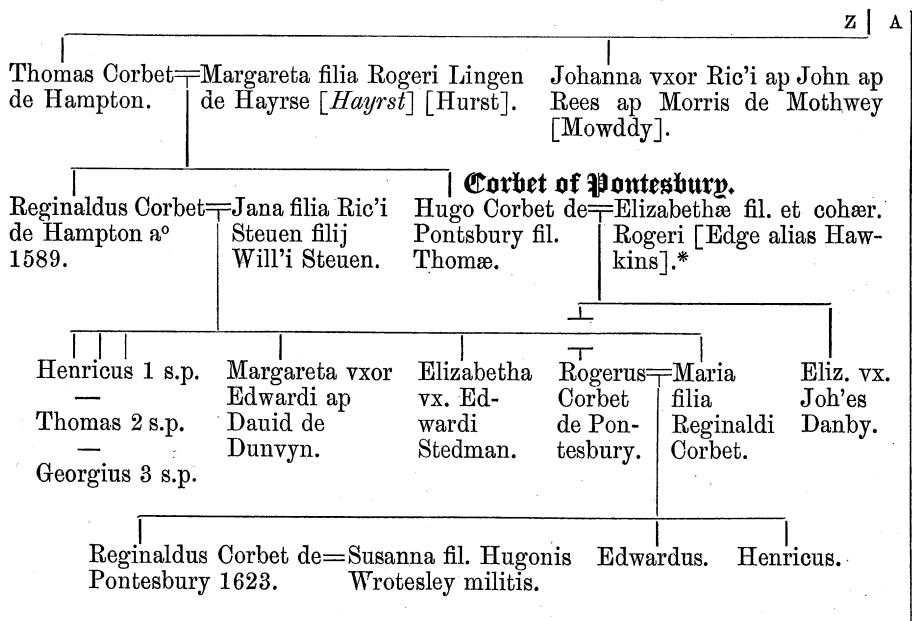 Z A
Thomas Corbet=Margareta filia Rogeri Lingen
de Hampton. de Hayrse [Hayrst] [Hurst].
Johanna vxor Ric'i ap John ap
Rees ap Morris de Mothwey
[Mowddy].
Corbet of Pontesbury.
Reginaldus Corbet=Jana filia Ric'i
de Hampton aº Steuen filij
1589. Will'i Steuen.
Hugo Corbet de=Elizabethæ fil. et cohær.
Pontsbury fil. Rogeri [Edge alias Haw-
Thomæ. kins].*
Henricus 1 s.p.
—
Thomas 2 s.p.
—
Georgius 3 s.p.
Margareta vxor
Edwardi ap
Dauid de
Dunvyn.
Elizabetha
vx. Ed-
wardi
Stedman.
Rogerus=Maria
Corbet filia
de Pon- Reginaldi
tesbury. Corbet.
Eliz. vx.
Joh'es
Danby.
Reginaldus Corbet de=Susanna fil. Hugonis
Pontesbury 1623. Wrotesley militis.
Edwardus.
Henricus.